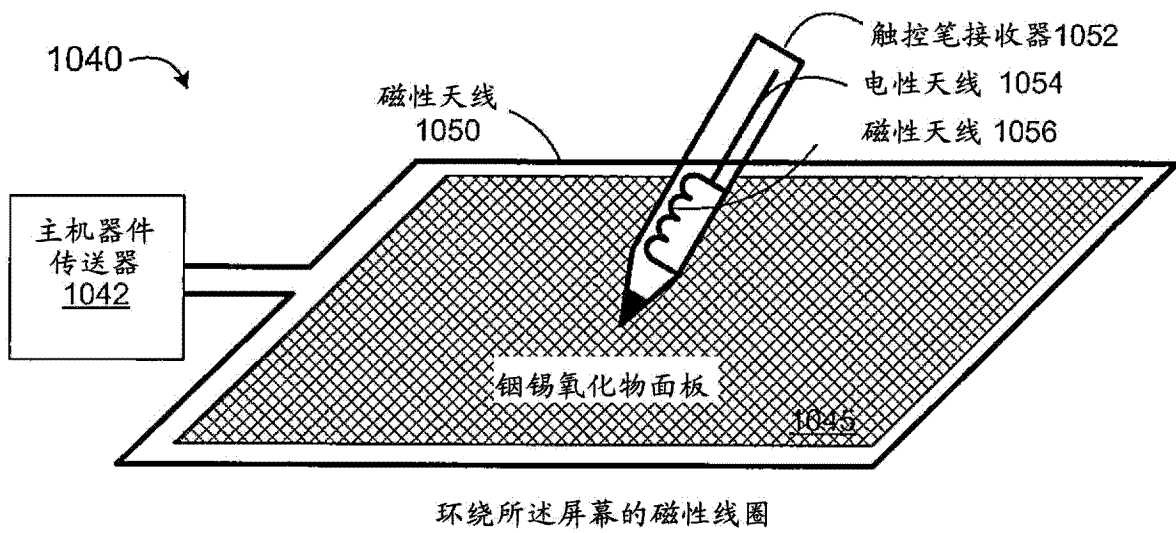 1040
触控笔接收器1052
电性天线 1054
磁性天线 1056
磁性天线
1050
主机器件
传送器
1042
铟锡氧化物面板
1045
环绕所述屏幕的磁性线圈